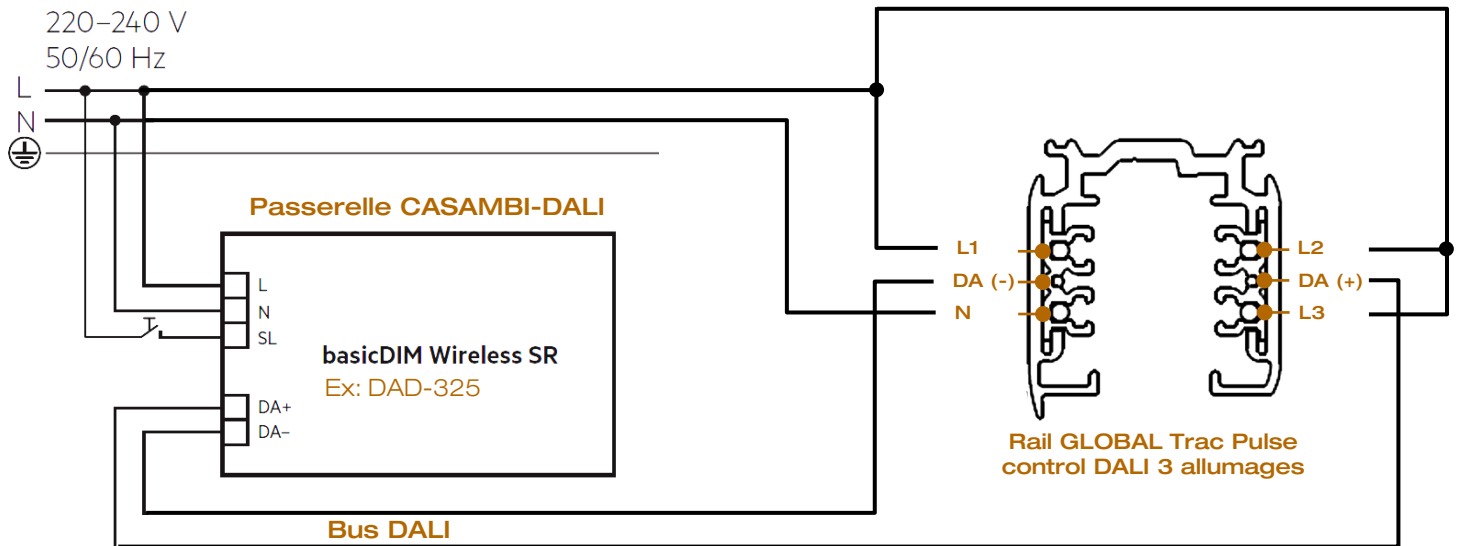 220–240 V
50/60 Hz
L
N
Passerelle CASAMBI-DALI
L
N
SL
basicDIM Wireless SR
Ex: DAD-325
DA+
DA–
Bus DALI
L1
DA (-)
N
L2
DA (+)
L3
Rail GLOBAL Trac Pulse
control DALI 3 allumages